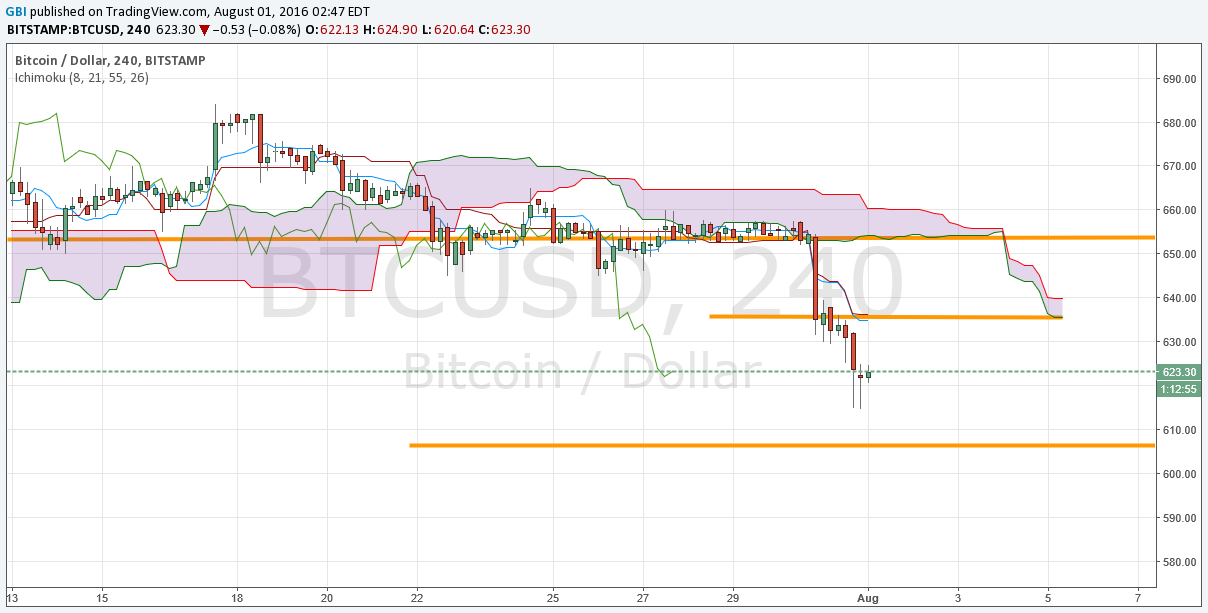 GBI published on TradingView.com, August 01, 2016 02:47 EDT
BITSTAMP:BTCUSD, 240 623.30 ▼ −0.53 (−0.08%) O:622.13 H:624.90 L:620.64 C:623.30
Bitcoin / Dollar, 240, BITSTAMP
Ichimoku (8, 21, 55, 26)
BTCUSD, 240
Bitcoin / Dollar
690.00
680.00
670.00
660.00
650.00
640.00
630.00
623.30
1:12:55
610.00
600.00
590.00
580.00
13 15 18 20 22 25 27 29 Aug 3 5 7